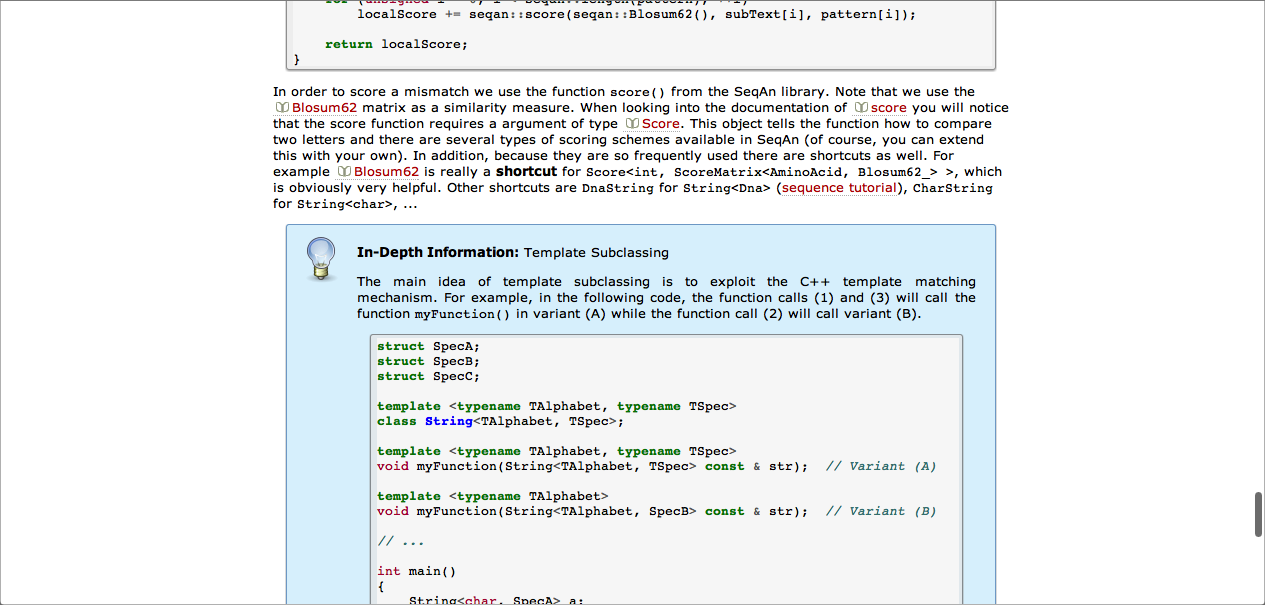 localScore += seqan::score(seqan::Blosum62(), subText[i], pattern[i]);
return localScore;
}
In order to score a mismatch we use the function score() from the SeqAn library. Note that we use the
Blosum62 matrix as a similarity measure. When looking into the documentation of score you will notice
that the score function requires a argument of type Score. This object tells the function how to compare
two letters and there are several types of scoring schemes available in SeqAn (of course, you can extend
this with your own). In addition, because they are so frequently used there are shortcuts as well. For
example Blosum62 is really a shortcut for Score<int, ScoreMatrix<AminoAcid, Blosum62_> >, which
is obviously very helpful. Other shortcuts are DnaString for String<Dna> (sequence tutorial), CharString
for String<char>, ...
In-Depth Information: Template Subclassing
The main idea of template subclassing is to exploit the C++ template matching
mechanism. For example, in the following code, the function calls (1) and (3) will call the
function myFunction() in variant (A) while the function call (2) will call variant (B).
struct SpecA;
struct SpecB;
struct SpecC;
template <typename TAlphabet, typename TSpec>
class String<TAlphabet, TSpec>;
template <typename TAlphabet, typename TSpec>
void myFunction(String<TAlphabet, TSpec> const & str);  // Variant (A)
template <typename TAlphabet>
void myFunction(String<TAlphabet, SpecB> const & str);  // Variant (B)
// ...
int main()
{
String<char, SpecA> a;